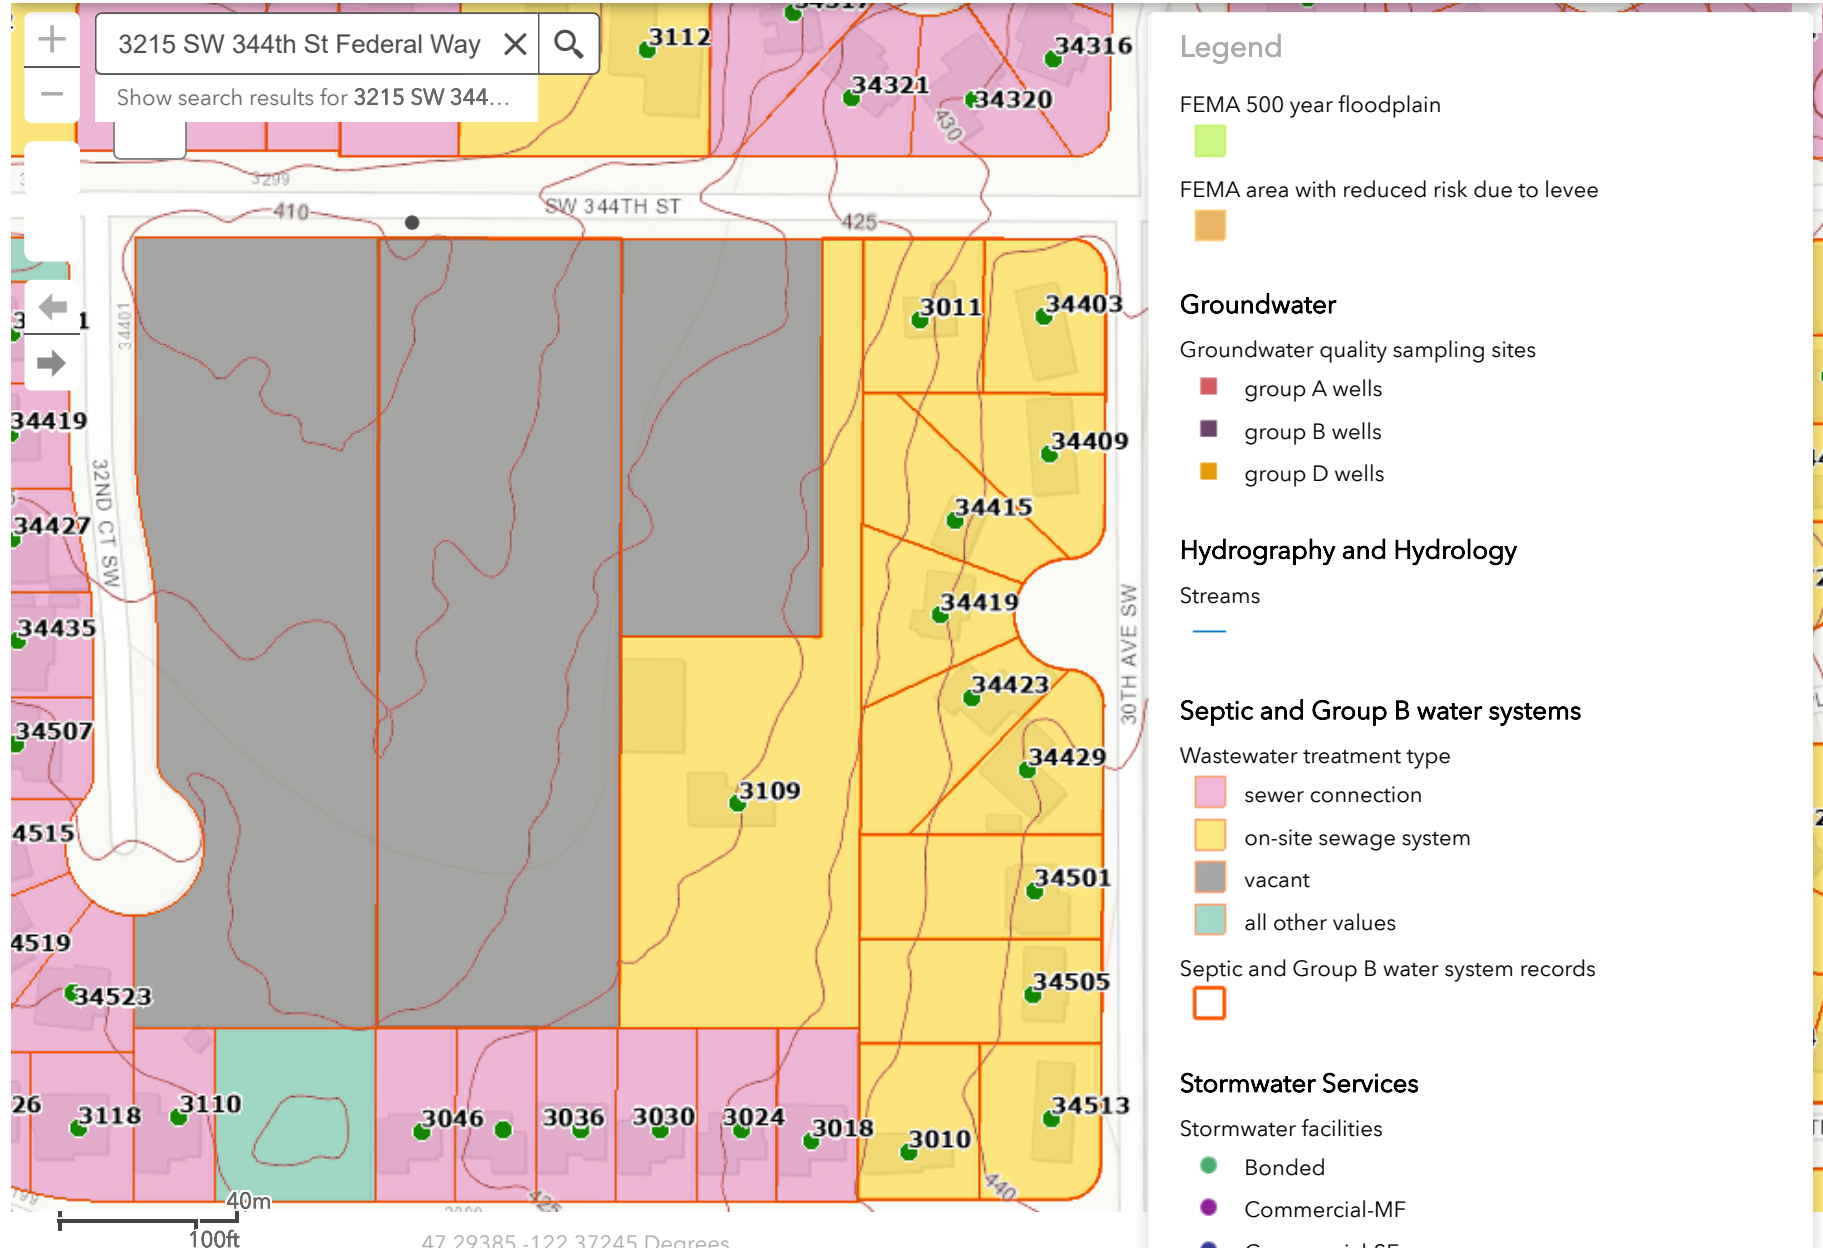 3215 SW 344th St Federal Way
Show search results for 3215 SW 344...
3112
34317
34316
34321
34320
430
3299
410
SW 344TH ST
425
34401
3011
34403
34419
34409
32ND CT SW
34427
34415
34435
34419
30TH AVE SW
34423
34507
34429
3109
4515
34501
4519
34505
34523
26
3118
3110
3046
3036
3030
3024
3018
3010
34513
799
425
440
40m
100ft
47.29385 -122.37245 Degrees
Legend
FEMA 500 year floodplain
FEMA area with reduced risk due to levee
Groundwater
Groundwater quality sampling sites
group A wells
group B wells
group D wells
Hydrography and Hydrology
Streams
Septic and Group B water systems
Wastewater treatment type
sewer connection
on-site sewage system
vacant
all other values
Septic and Group B water system records
Stormwater Services
Stormwater facilities
Bonded
Commercial-MF